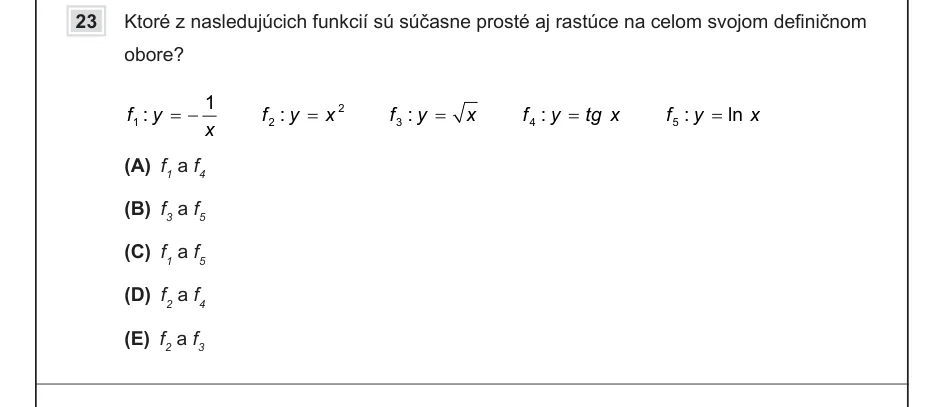 23 Ktoré z nasledujúcich funkcií sú súčasne prosté aj rastúce na celom svojom definičnom
obore?
f₁ : y = −1/x f₂ : y = x² f₃ : y = √x f₄ : y = tg x f₅ : y = ln x
(A) f₁ a f₄
(B) f₃ a f₅
(C) f₁ a f₅
(D) f₂ a f₄
(E) f₂ a f₃